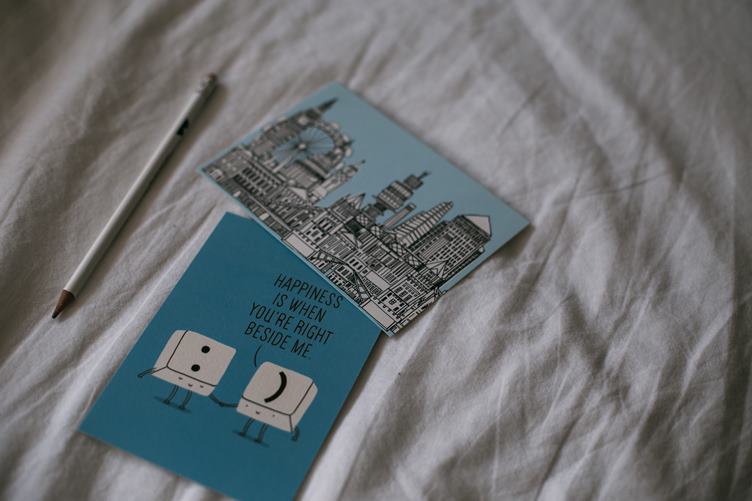 HAPPINESS
IS WHEN
YOU'RE RIGHT
BESIDE ME.
:
)